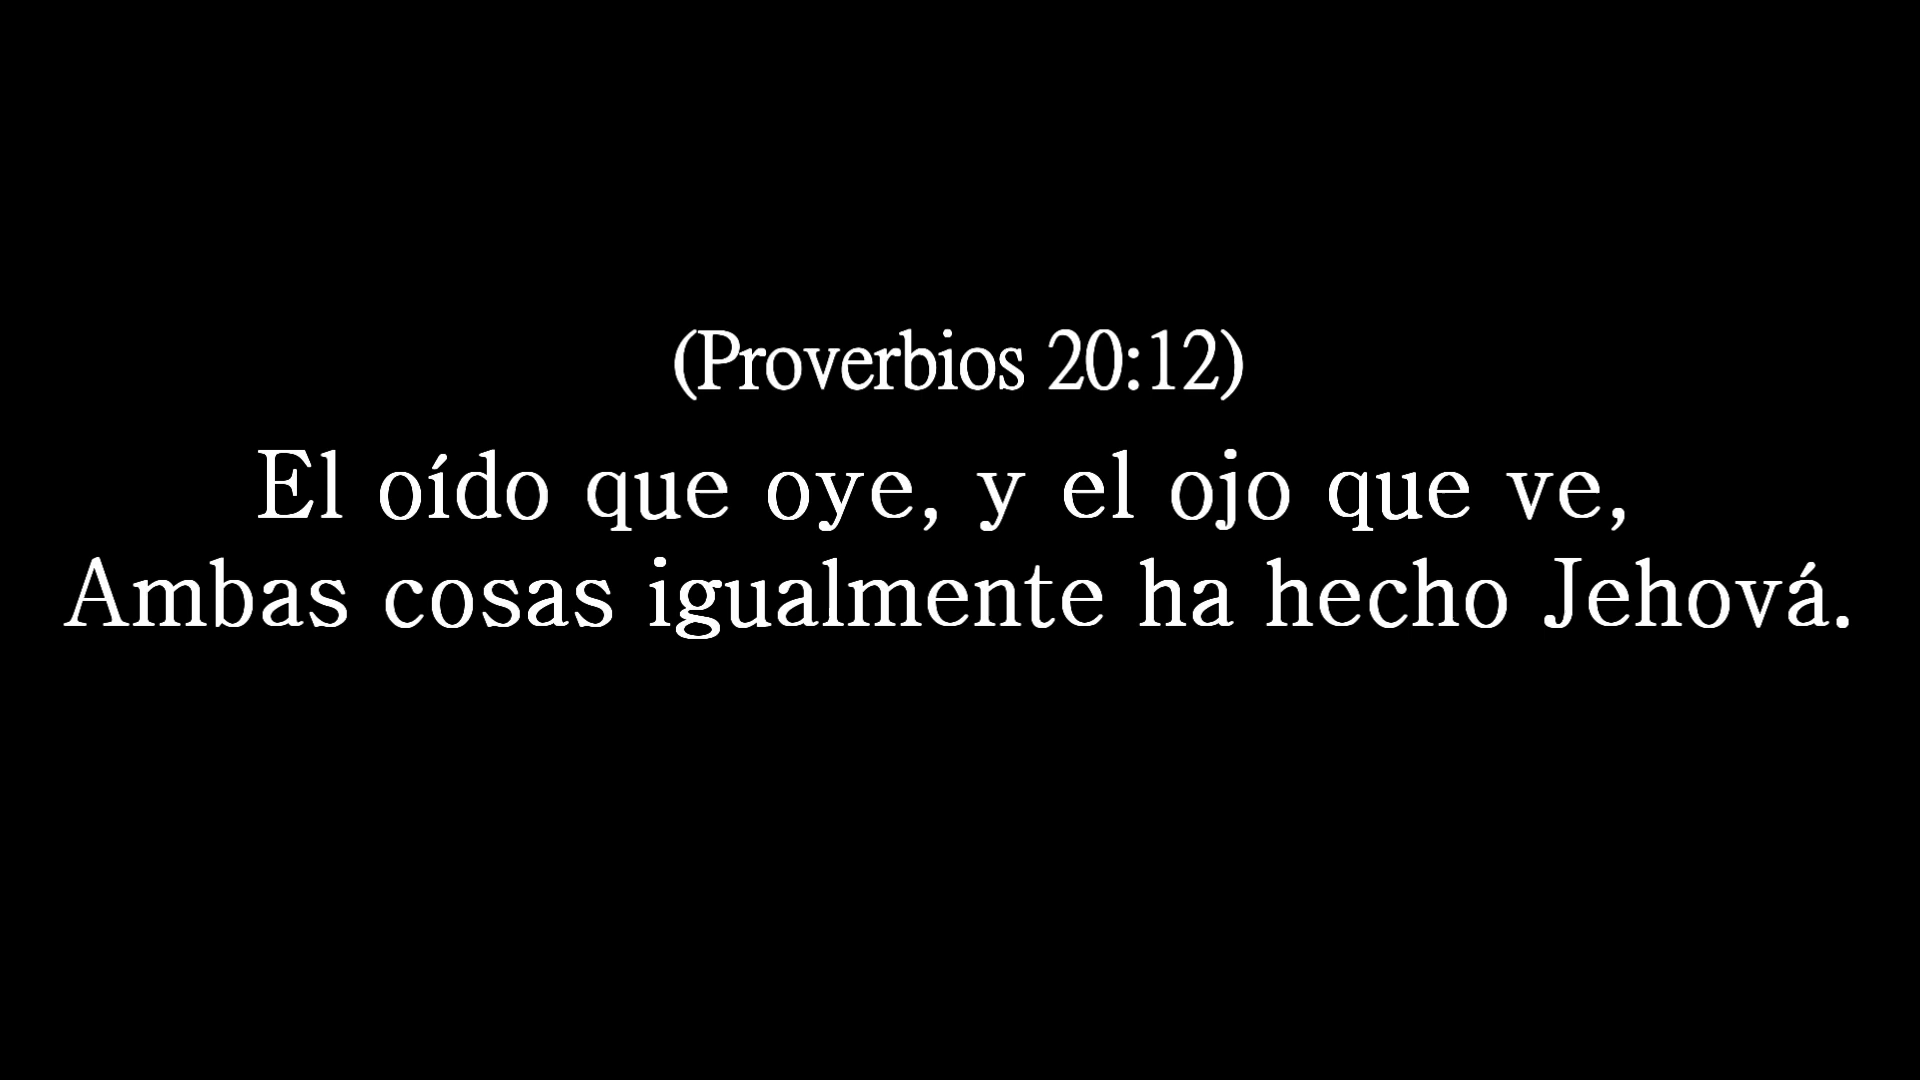 (Proverbios 20:12)
El oído que oye, y el ojo que ve,
Ambas cosas igualmente ha hecho Jehová.